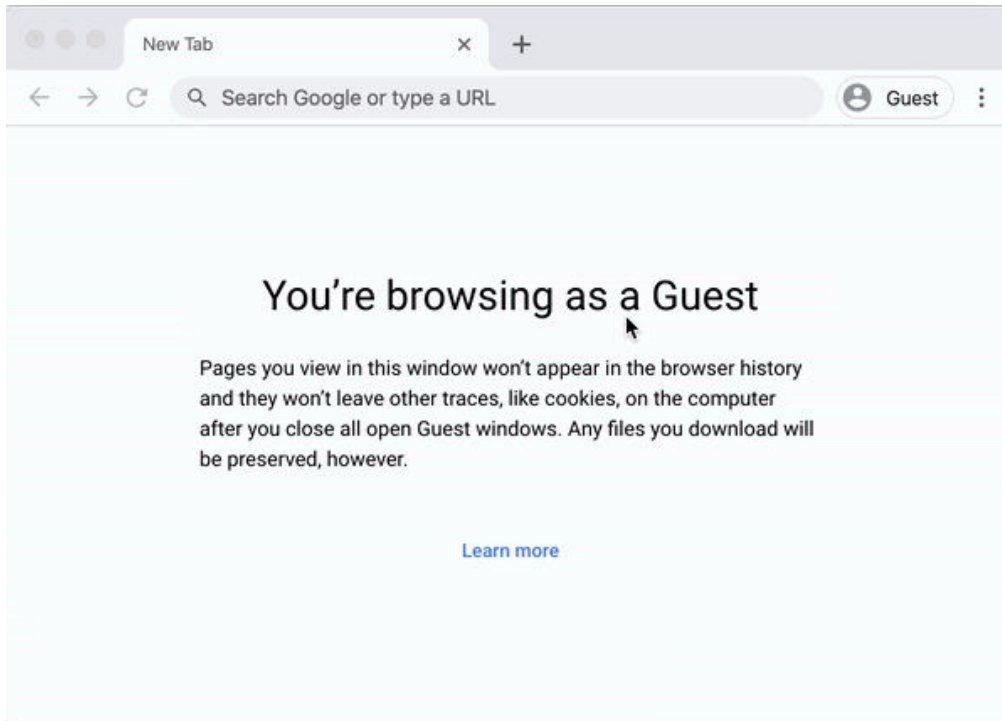 New Tab
Search Google or type a URL
Guest
You’re browsing as a Guest
Pages you view in this window won’t appear in the browser history
and they won’t leave other traces, like cookies, on the computer
after you close all open Guest windows. Any files you download will
be preserved, however.
Learn more